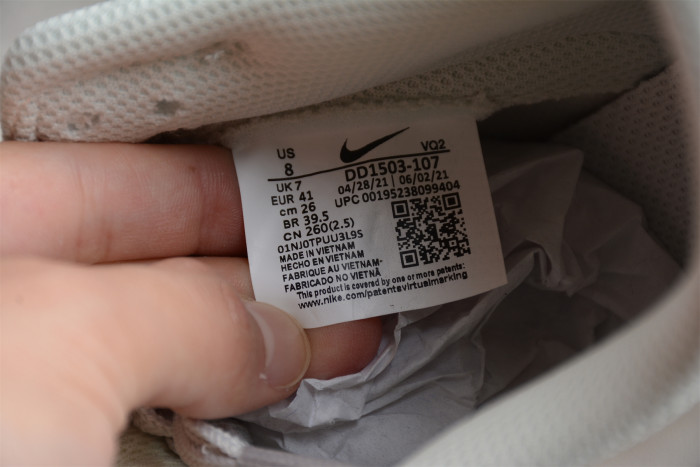 US
8
VQ2
DD1503-107
UK 7
04/28/21 | 06/02/21
EUR 41
UPC 00195238099404
cm 26
BR 39.5
CN 260(2.5)
01NJ0TPUU3L9S
MADE IN VIETNAM
HECHO EN VIETNAM
FABRIQUE AU VIETNAM-
FABRICADO NO VIETNÃ
This product is covered by one or more patents:
www.nike.com/patentsvirtualmarking